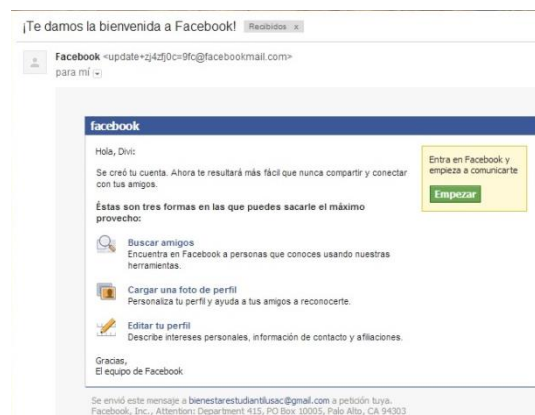 ¡Te damos la bienvenida a Facebook! Recibidos x
Facebook <update+zj4zfj0c=9fc@facebookmail.com>
para mí
facebook
Hola, Divi:
Se creó tu cuenta. Ahora te resultará más fácil que nunca compartir y conectar
con tus amigos.
Éstas son tres formas en las que puedes sacarle el máximo
provecho:
Buscar amigos
Encuentra en Facebook a personas que conoces usando nuestras
herramientas.
Cargar una foto de perfil
Personaliza tu perfil y ayuda a tus amigos a reconocerte.
Editar tu perfil
Describe intereses personales, información de contacto y afiliaciones.
Gracias,
El equipo de Facebook
Entra en Facebook y
empieza a comunicarte
Empezar
Se envió este mensaje a bienestarestudiantilusac@gmail.com a petición tuya.
Facebook, Inc., Attention: Department 415, PO Box 10005, Palo Alto, CA 94303